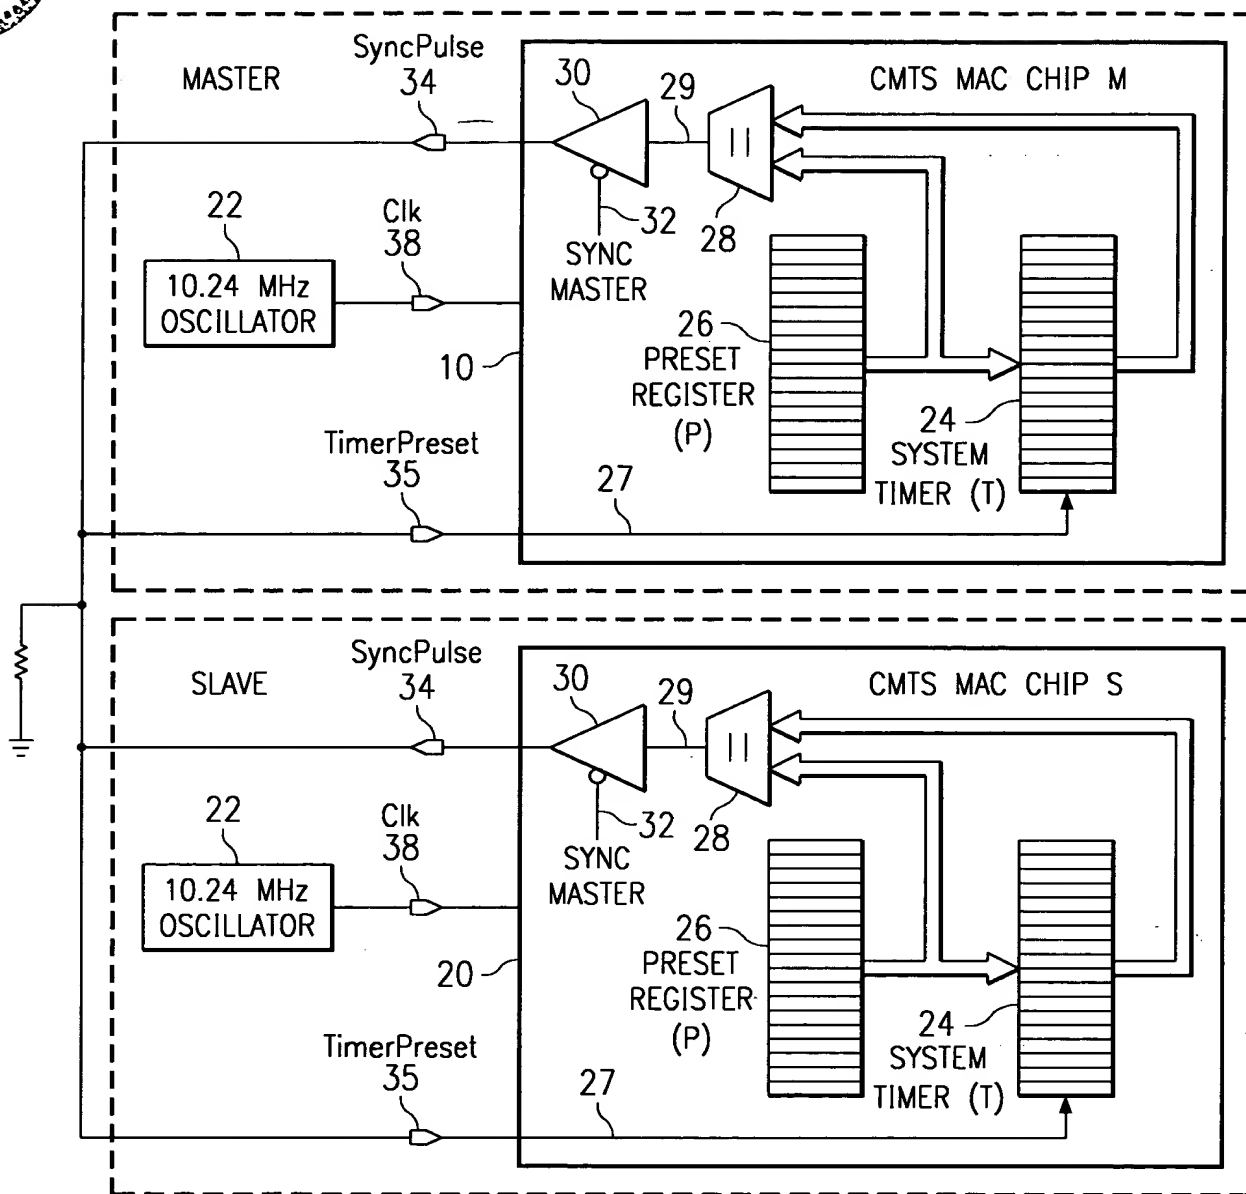 SyncPulse
34
MASTER
30
29
CMTS MAC CHIP M
||
22
Clk
38
32
28
SYNC
MASTER
10.24 MHz
OSCILLATOR
10
26
PRESET
REGISTER
(P)
24
SYSTEM
TIMER (T)
TimerPreset
35
27
SyncPulse
34
SLAVE
30
29
CMTS MAC CHIP S
||
22
Clk
38
32
28
SYNC
MASTER
10.24 MHz
OSCILLATOR
20
26
PRESET
REGISTER
(P)
24
SYSTEM
TIMER (T)
TimerPreset
35
27